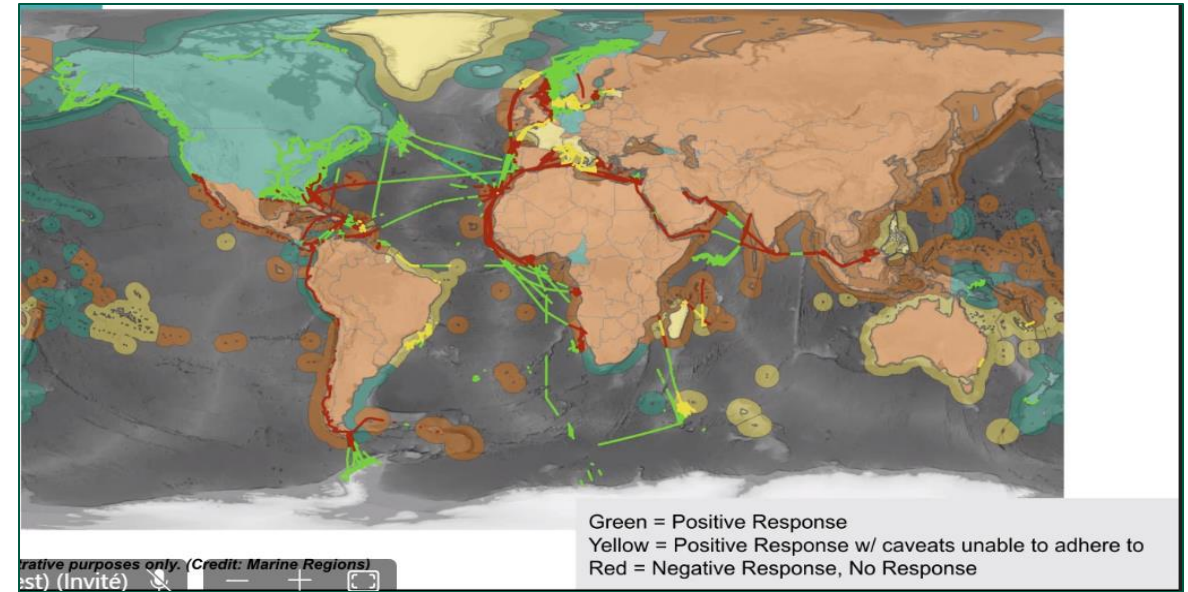 Green = Positive Response
Yellow = Positive Response w/ caveats unable to adhere to
Red = Negative Response, No Response
trative purposes only. (Credit: Marine Regions)
est) (Invité)